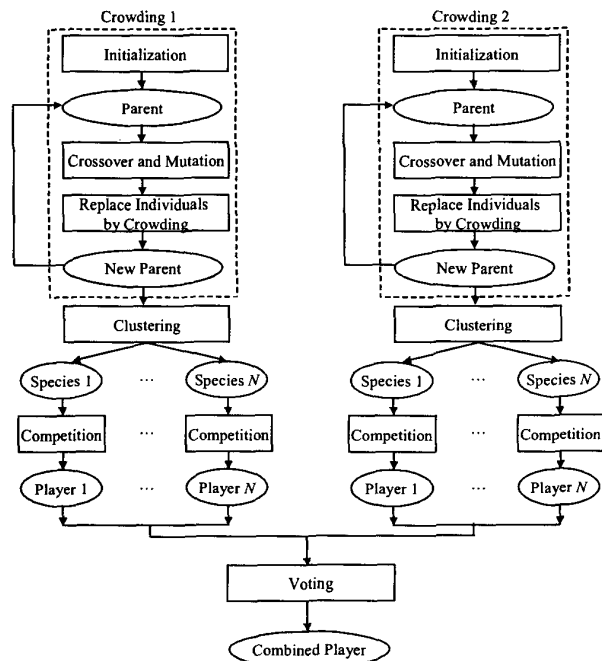 Crowding 1
Crowding 2
Initialization
Initialization
Parent
Parent
Crossover and Mutation
Crossover and Mutation
Replace Individuals
by Crowding
Replace Individuals
by Crowding
New Parent
New Parent
Clustering
Clustering
Species 1
...
Species N
Species 1
...
Species N
Competition
...
Competition
Competition
...
Competition
Player 1
...
Player N
Player 1
...
Player N
Voting
Combined Player